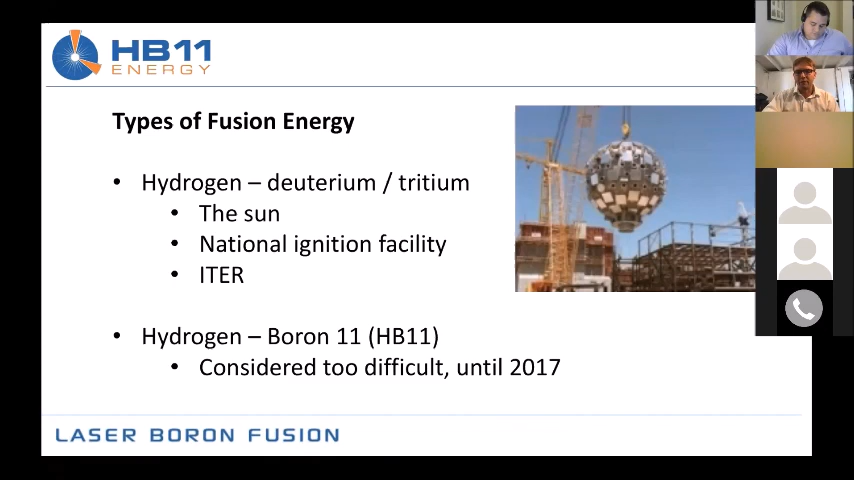 HB11
ENERGY
Types of Fusion Energy
• Hydrogen – deuterium / tritium
• The sun
• National ignition facility
• ITER
• Hydrogen – Boron 11 (HB11)
• Considered too difficult, until 2017
LASER BORON FUSION